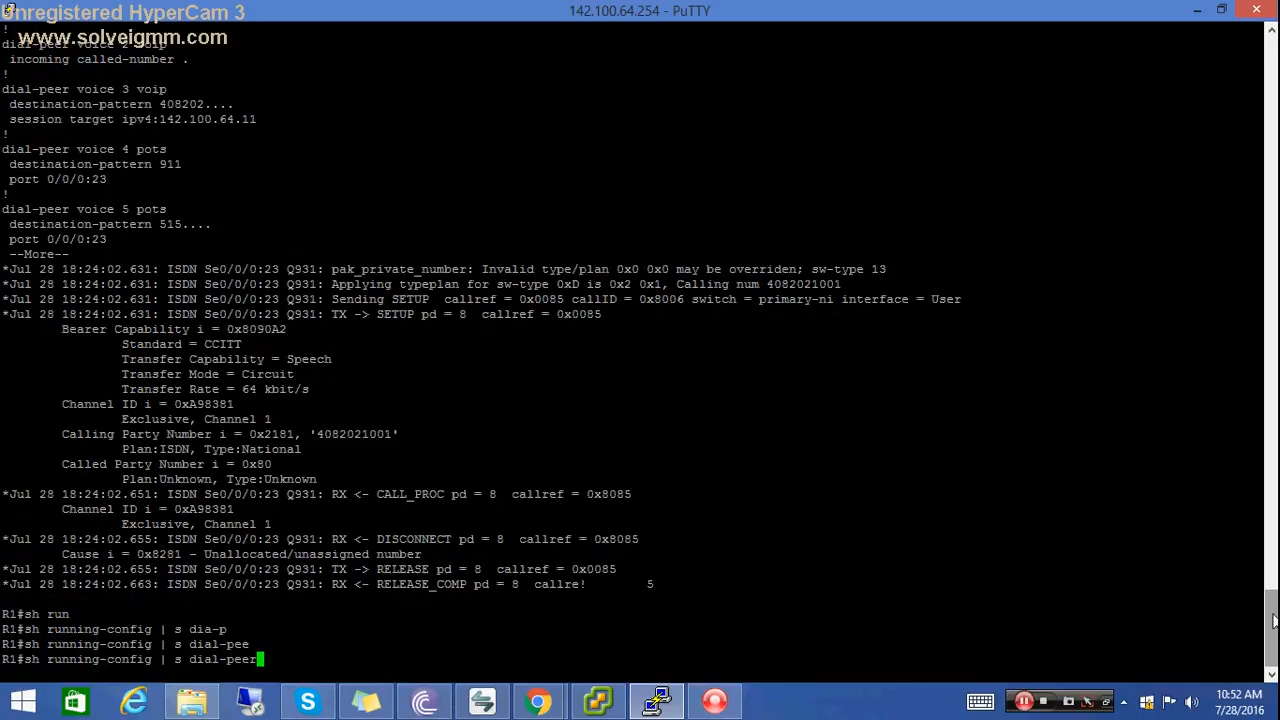 Unregistered HyperCam 3
142.100.64.254 - PuTTY
!
www.solveigmm.com
dial-peer voice 2 voip
 incoming called-number .
!
dial-peer voice 3 voip
 destination-pattern 408202....
 session target ipv4:142.100.64.11
!
dial-peer voice 4 pots
 destination-pattern 911
 port 0/0/0:23
!
dial-peer voice 5 pots
 destination-pattern 515....
 port 0/0/0:23
 --More--
*Jul 28 18:24:02.631: ISDN Se0/0/0:23 Q931: pak_private_number: Invalid type/plan 0x0 0x0 may be overriden; sw-type 13
*Jul 28 18:24:02.631: ISDN Se0/0/0:23 Q931: Applying typeplan for sw-type 0xD is 0x2 0x1, Calling num 4082021001
*Jul 28 18:24:02.631: ISDN Se0/0/0:23 Q931: Sending SETUP  callref = 0x0085 callID = 0x8006 switch = primary-ni interface = User
*Jul 28 18:24:02.631: ISDN Se0/0/0:23 Q931: TX -> SETUP pd = 8  callref = 0x0085
        Bearer Capability i = 0x8090A2
                Standard = CCITT
                Transfer Capability = Speech
                Transfer Mode = Circuit
                Transfer Rate = 64 kbit/s
        Channel ID i = 0xA98381
                Exclusive, Channel 1
        Calling Party Number i = 0x2181, '4082021001'
                Plan:ISDN, Type:National
        Called Party Number i = 0x80
                Plan:Unknown, Type:Unknown
*Jul 28 18:24:02.651: ISDN Se0/0/0:23 Q931: RX <- CALL_PROC pd = 8  callref = 0x8085
        Channel ID i = 0xA98381
                Exclusive, Channel 1
*Jul 28 18:24:02.655: ISDN Se0/0/0:23 Q931: RX <- DISCONNECT pd = 8  callref = 0x8085
        Cause i = 0x8281 - Unallocated/unassigned number
*Jul 28 18:24:02.655: ISDN Se0/0/0:23 Q931: TX -> RELEASE pd = 8  callref = 0x0085
*Jul 28 18:24:02.663: ISDN Se0/0/0:23 Q931: RX <- RELEASE_COMP pd = 8  callre!        5
R1#sh run
R1#sh running-config | s dia-p
R1#sh running-config | s dial-pee
R1#sh running-config | s dial-peer
10:52 AM
7/28/2016